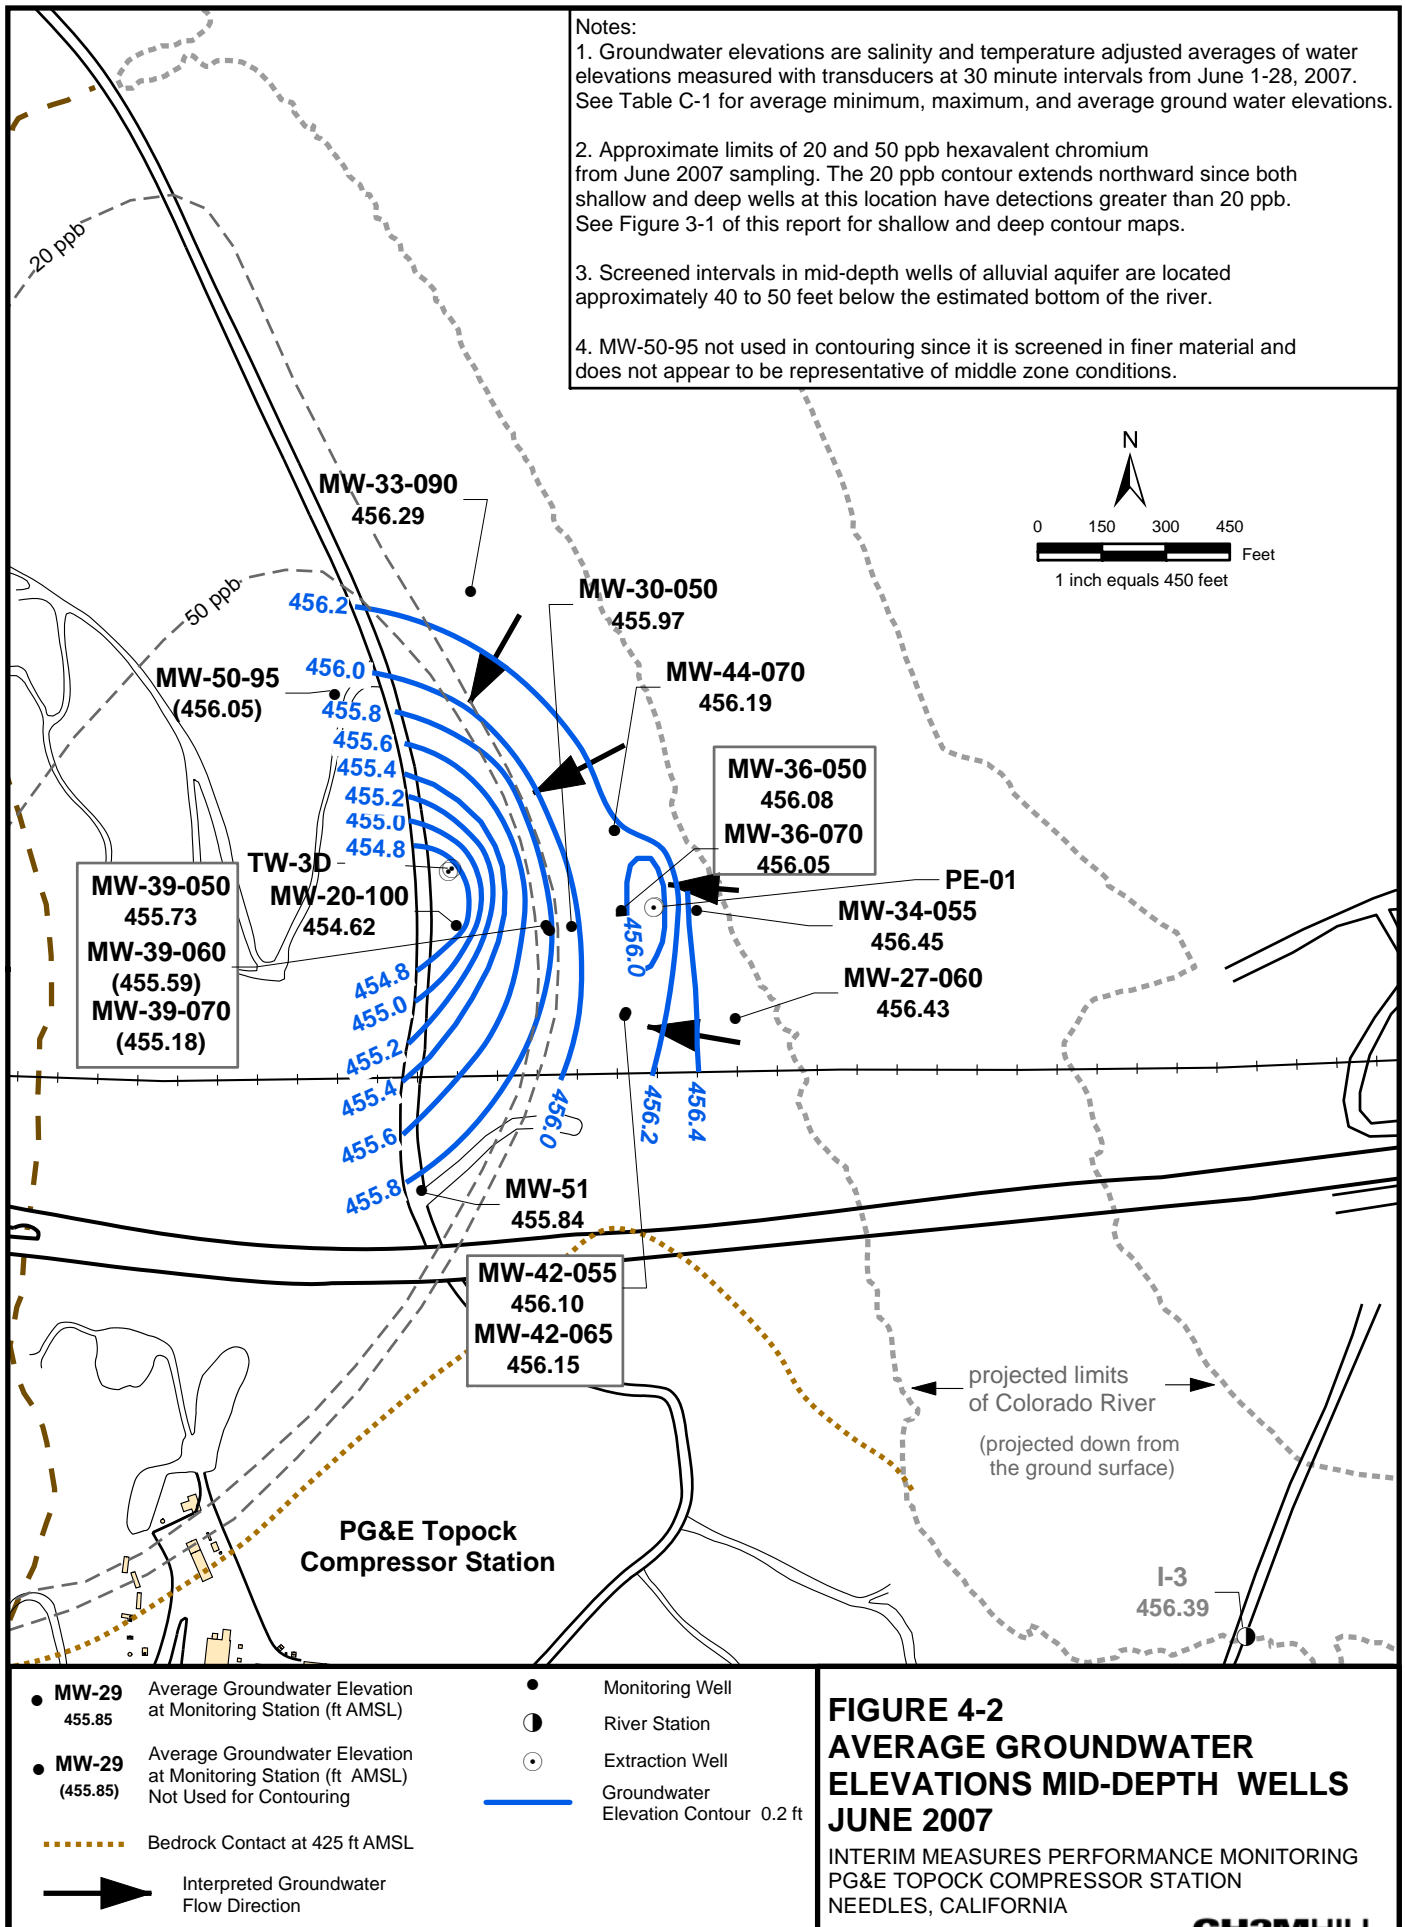 Notes:
1. Groundwater elevations are salinity and temperature adjusted averages of water
elevations measured with transducers at 30 minute intervals from June 1-28, 2007.
See Table C-1 for average minimum, maximum, and average ground water elevations.
2. Approximate limits of 20 and 50 ppb hexavalent chromium
from June 2007 sampling. The 20 ppb contour extends northward since both
shallow and deep wells at this location have detections greater than 20 ppb.
See Figure 3-1 of this report for shallow and deep contour maps.
3. Screened intervals in mid-depth wells of alluvial aquifer are located
approximately 40 to 50 feet below the estimated bottom of the river.
4. MW-50-95 not used in contouring since it is screened in finer material and
does not appear to be representative of middle zone conditions.
20 ppb
N
0 150 300 450
Feet
1 inch equals 450 feet
MW-33-090
456.29
50 ppb
456.2
MW-30-050
455.97
MW-50-95
(456.05)
456.0
455.8
455.6
455.4
455.2
455.0
454.8
MW-44-070
456.19
MW-36-050
456.08
MW-36-070
456.05
TW-3D
MW-20-100
454.62
PE-01
MW-34-055
456.45
MW-27-060
456.43
MW-39-050
455.73
MW-39-060
(455.59)
MW-39-070
(455.18)
456.0
454.8
455.0
455.2
455.4
455.6
455.8
456.0
456.2
456.4
MW-51
455.84
MW-42-055
456.10
MW-42-065
456.15
projected limits
of Colorado River
(projected down from
the ground surface)
PG&E Topock
Compressor Station
I-3
456.39
MW-29
455.85
Average Groundwater Elevation
at Monitoring Station (ft AMSL)
MW-29
(455.85)
Average Groundwater Elevation
at Monitoring Station (ft AMSL)
Not Used for Contouring
Bedrock Contact at 425 ft AMSL
Interpreted Groundwater
Flow Direction
Monitoring Well
River Station
Extraction Well
Groundwater
Elevation Contour 0.2 ft
FIGURE 4-2
AVERAGE GROUNDWATER
ELEVATIONS MID-DEPTH WELLS
JUNE 2007
INTERIM MEASURES PERFORMANCE MONITORING
PG&E TOPOCK COMPRESSOR STATION
NEEDLES, CALIFORNIA